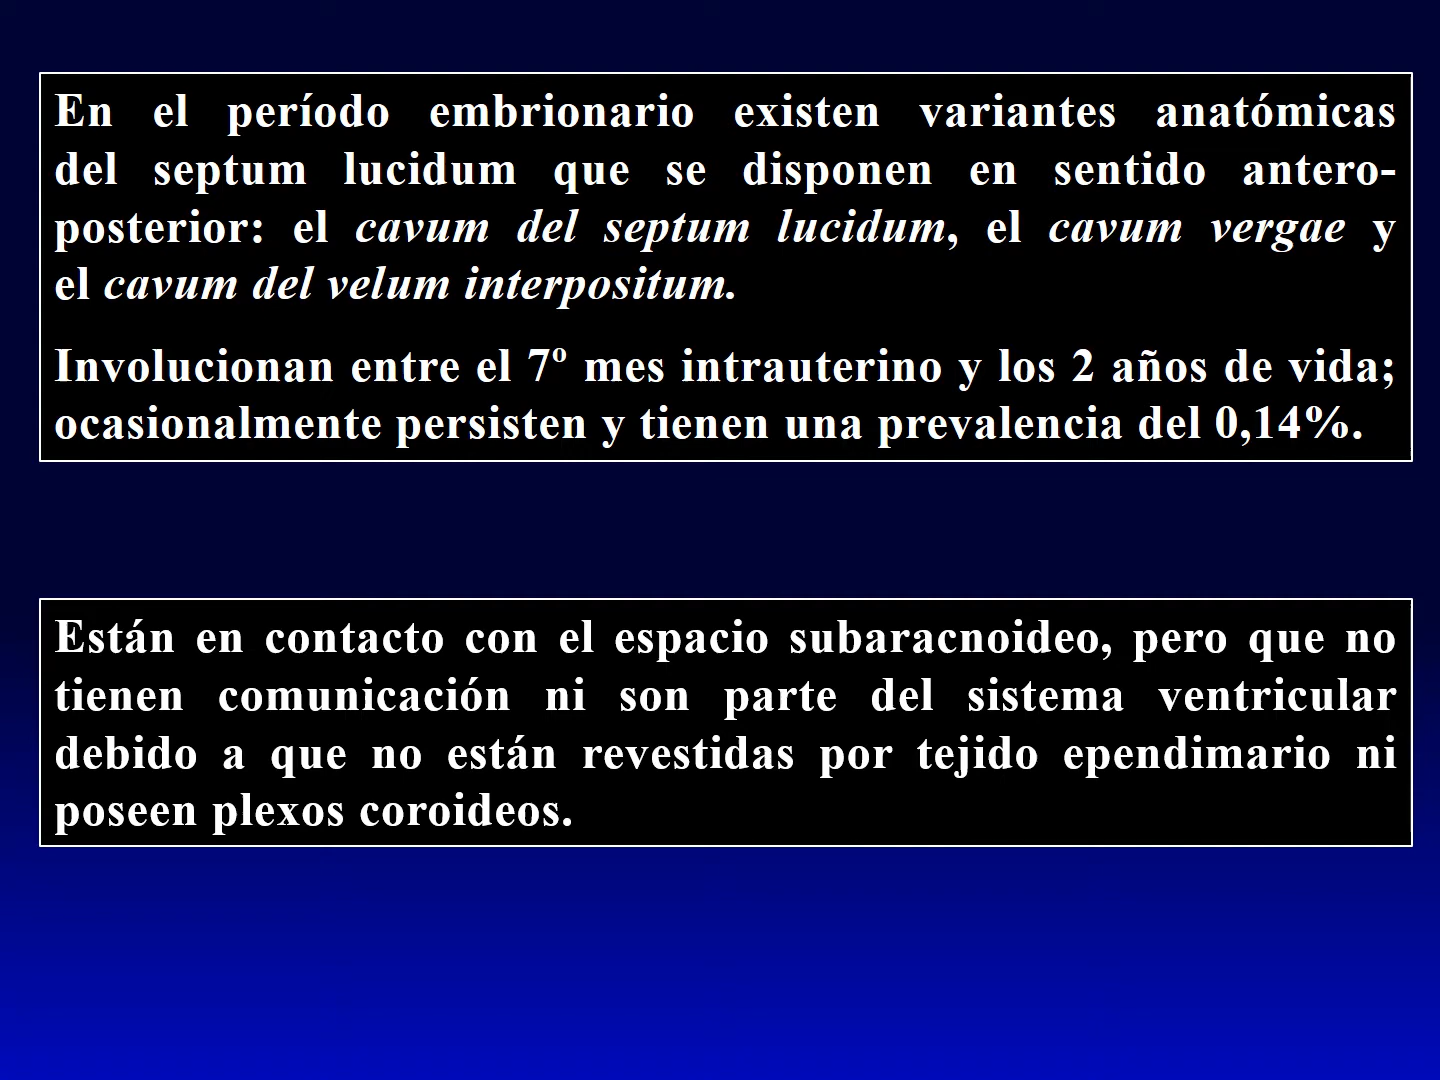 En el período embrionario existen variantes anatómicas
del septum lucidum que se disponen en sentido antero-
posterior: el cavum del septum lucidum, el cavum vergae y
el cavum del velum interpositum.
Involucionan entre el 7º mes intrauterino y los 2 años de vida;
ocasionalmente persisten y tienen una prevalencia del 0,14%.
Están en contacto con el espacio subaracnoideo, pero que no
tienen comunicación ni son parte del sistema ventricular
debido a que no están revestidas por tejido ependimario ni
poseen plexos coroideos.